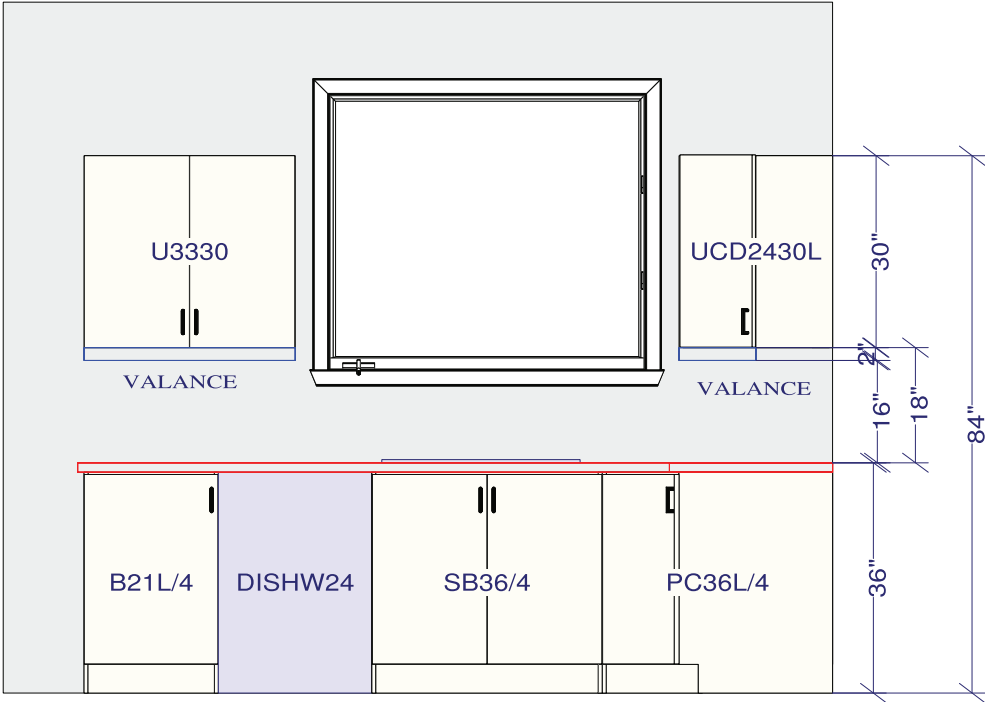 U3330
UCD2430L
30"
2"
VALANCE
VALANCE
16"
18"
84"
B21L/4
DISHW24
SB36/4
PC36L/4
36"